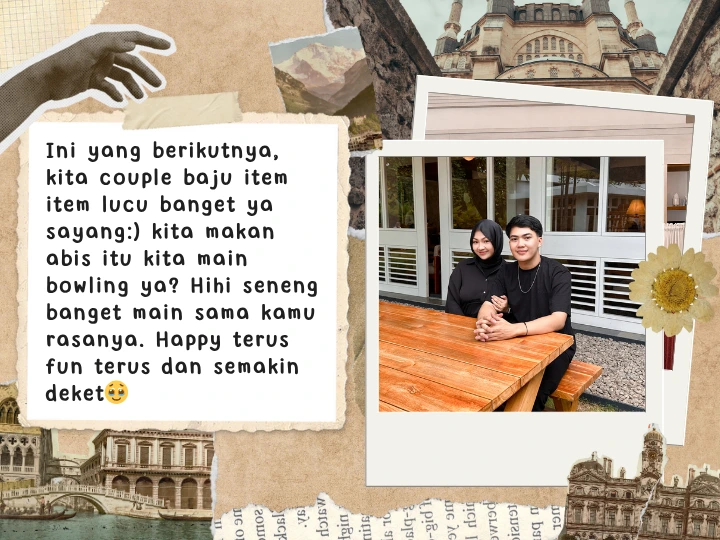 Ini yang berikutnya,
kita couple baju item
item lucu banget ya
sayang:) kita makan
abis itu kita main
bowling ya? Hihi seneng
banget main sama kamu
rasanya. Happy terus
fun terus dan semakin
deket🥹